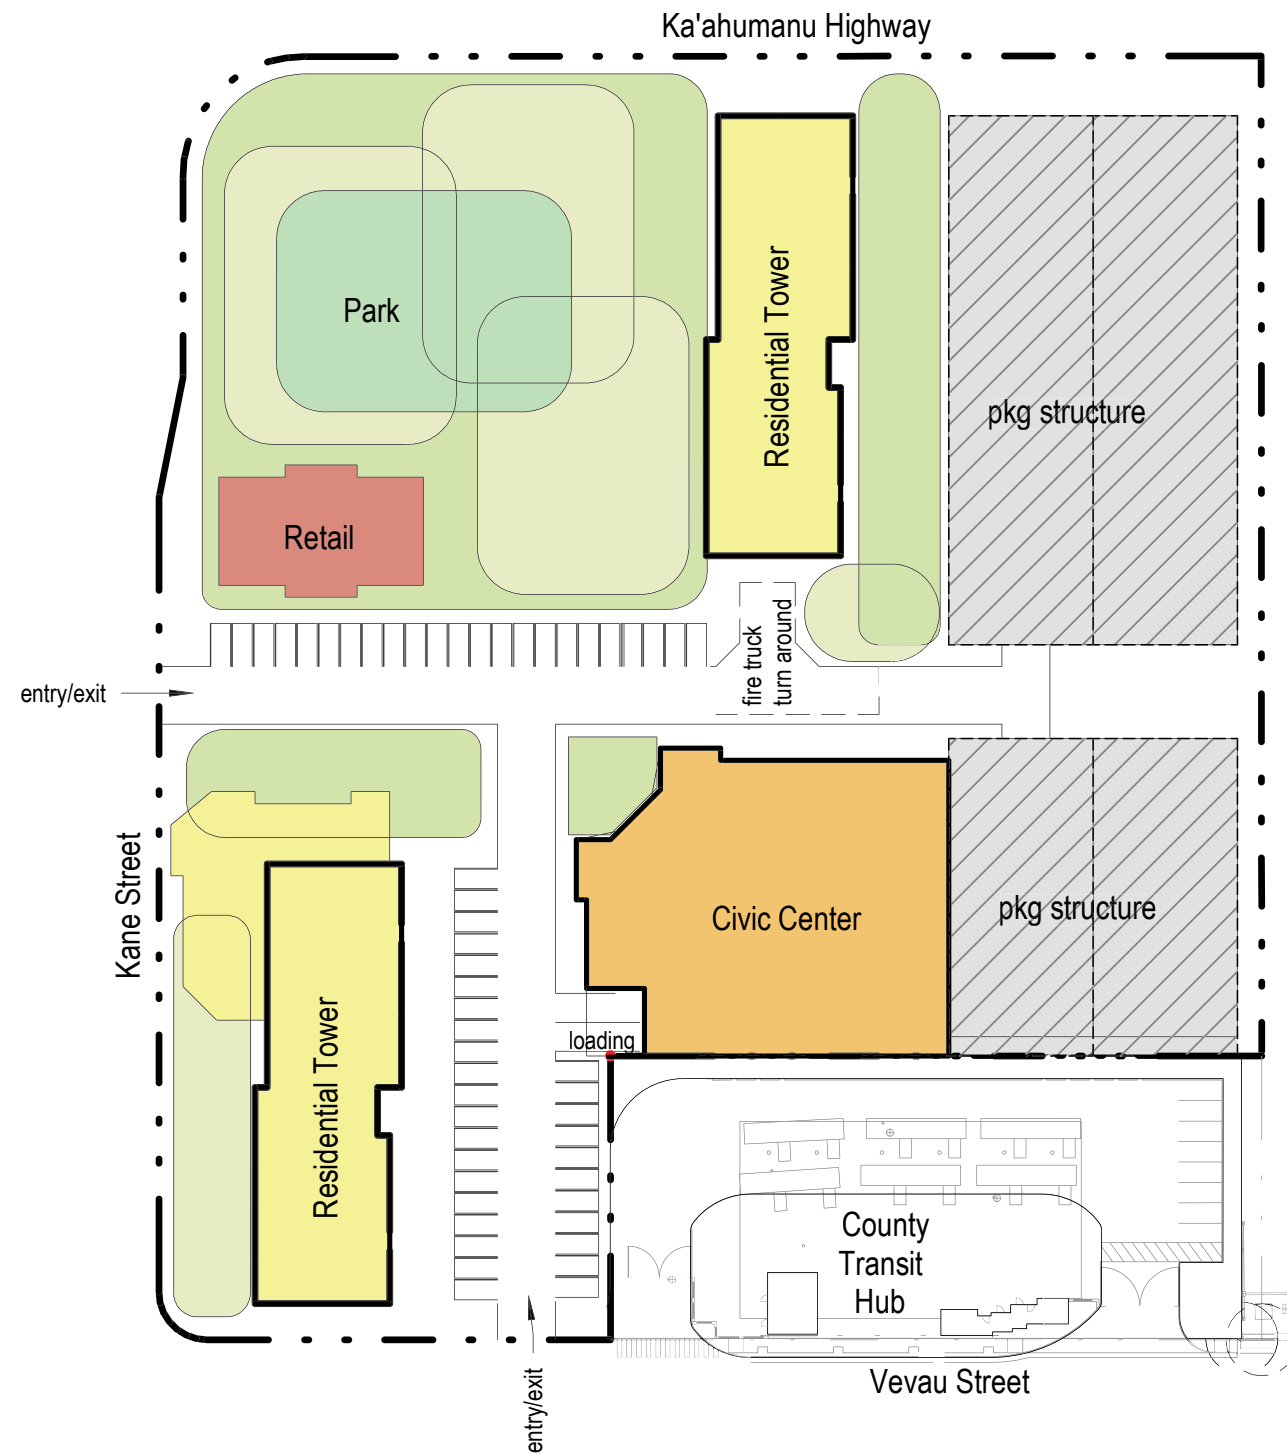 Ka'ahumanu Highway
Park
Residential Tower
pkg structure
Retail
fire truck
turn around
entry/exit
Kane Street
Civic Center
pkg structure
Residential Tower
loading
County
Transit
Hub
Vevau Street
entry/exit